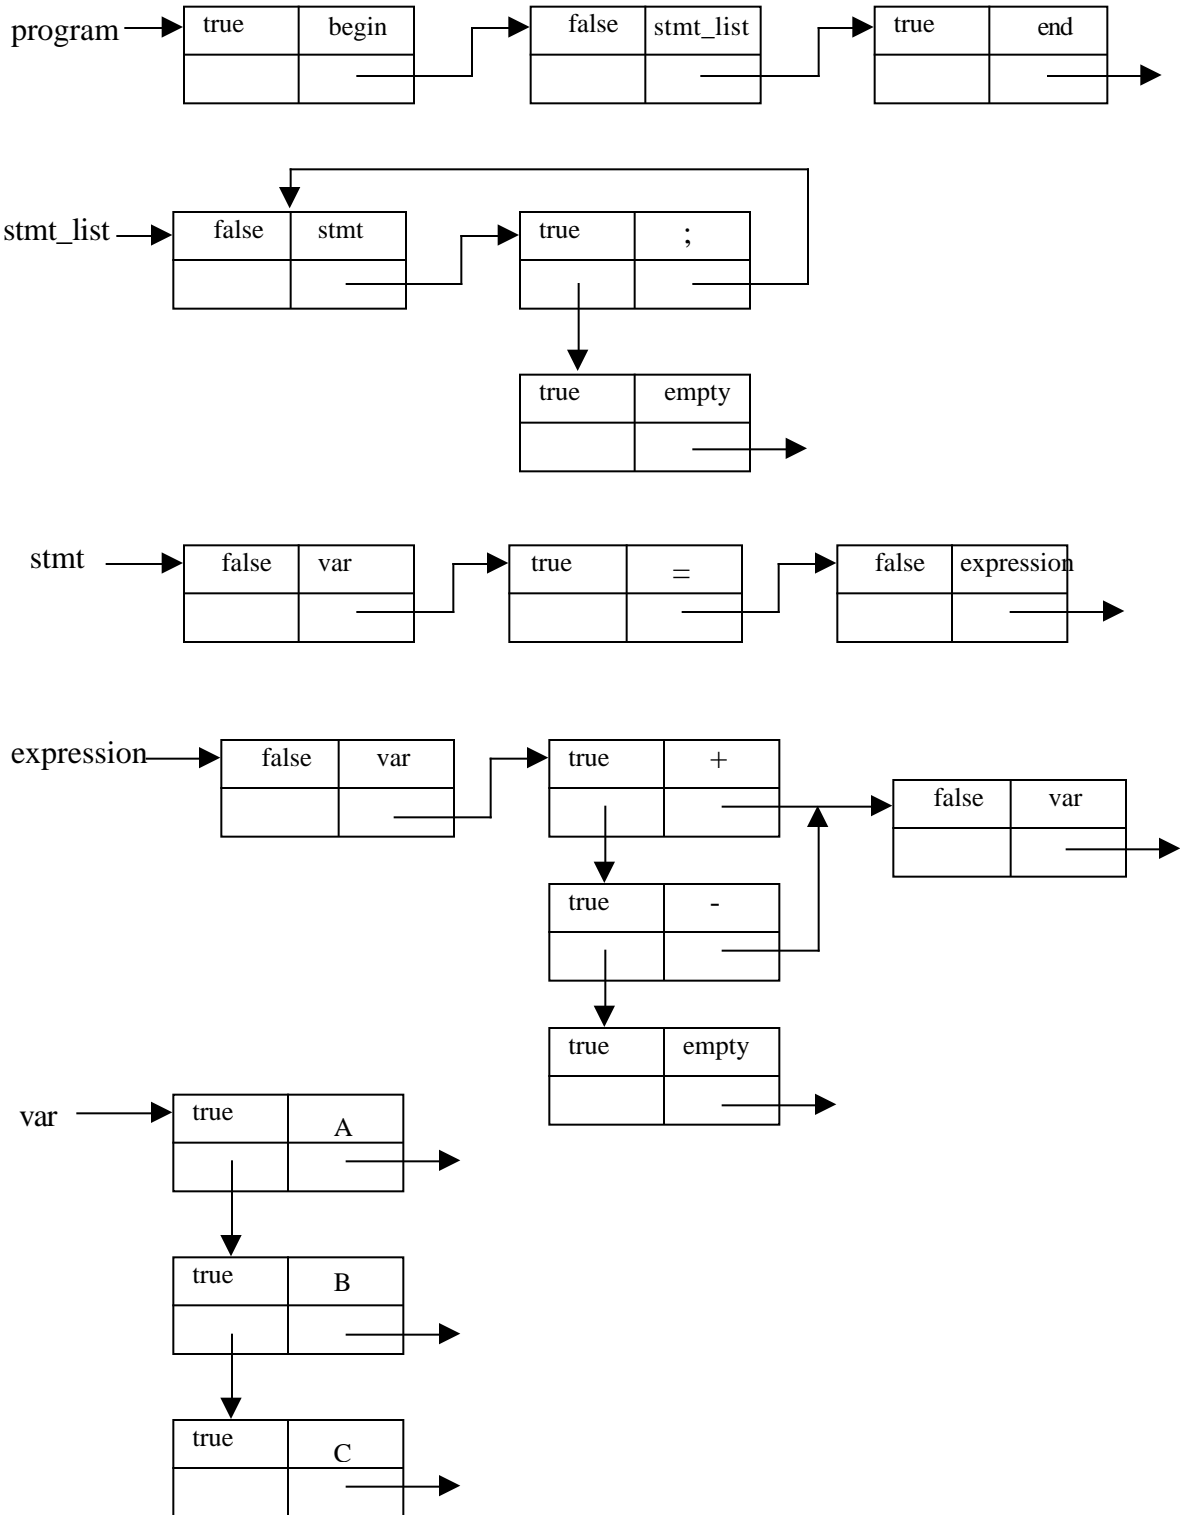 program true begin false stmt_list true end
stmt_list false stmt true ;
true empty
stmt false var true = false expression
expression false var true +
false var
true -
true empty
var true A
true B
true C